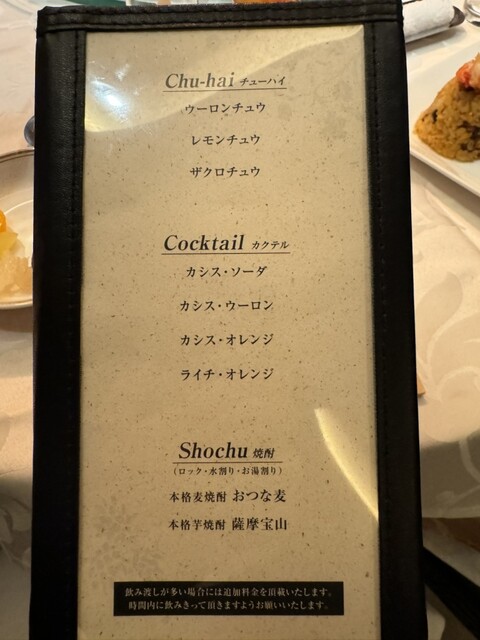 Chu-hai チューハイ
ウーロンチュウ
レモンチュウ
ザクロチュウ
Cocktail カクテル
カシス・ソーダ
カシス・ウーロン
カシス・オレンジ
ライチ・オレンジ
Shochu 焼酎
（ロック・水割り・お湯割り）
本格麦焼酎 おつな麦
本格芋焼酎 薩摩宝山
飲み渡しが多い場合には追加料金を頂戴いたします。
時間内に飲みきって頂きますようお願いいたします。